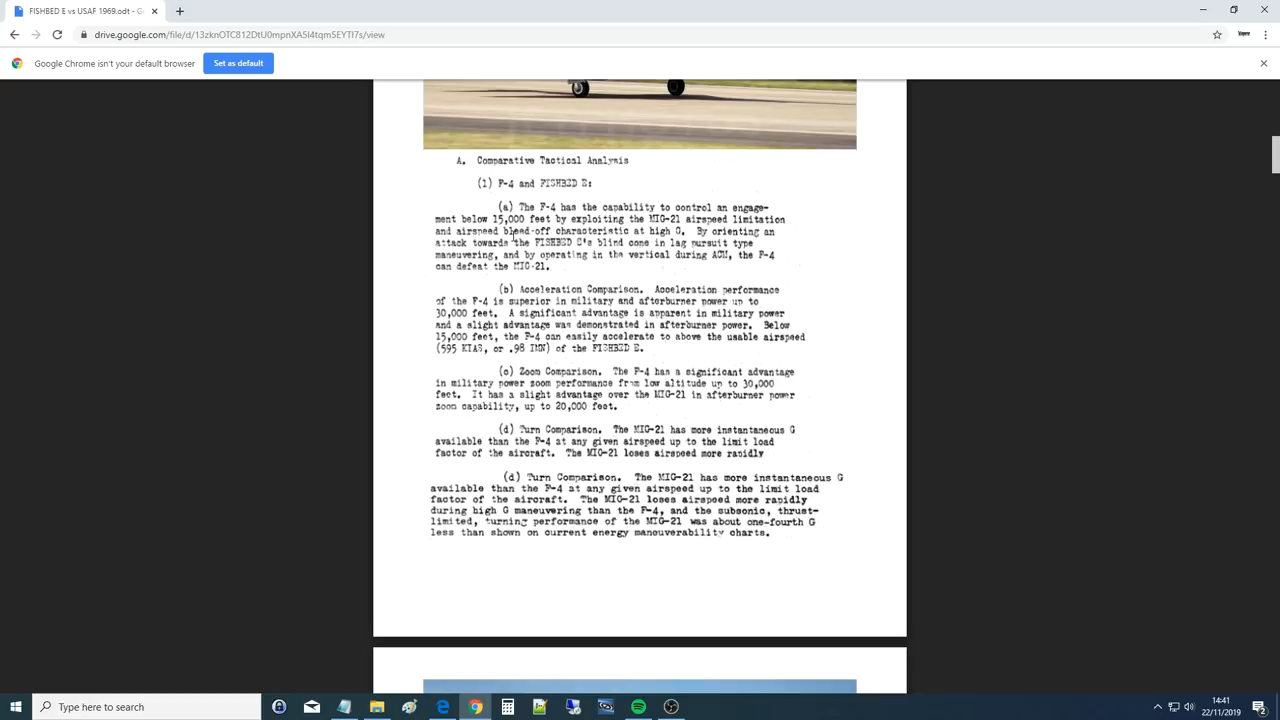 FISHBED E vs USAF 1969.odt - G
drive.google.com/file/d/13zknOTC812DtU0mpnXA5I4tqm5EYTI7s/view
Google Chrome isn't your default browser
Set as default
A. Comparative Tactical Analysis
(1) F-4 and FISHBED E:
(a) The F-4 has the capability to control an engage-
ment below 15,000 feet by exploiting the MIG-21 airspeed limitation
and airspeed bleed-off characteristic at high G. By orienting an
attack towards the FISHBED E's blind cone in lag pursuit type
maneuvering, and by operating in the vertical during ACM, the F-4
can defeat the MIG-21.
(b) Acceleration Comparison. Acceleration performance
of the F-4 is superior in military and afterburner power up to
30,000 feet. A significant advantage is apparent in military power
and a slight advantage was demonstrated in afterburner power. Below
15,000 feet, the F-4 can easily accelerate to above the usable airspeed
(595 KIAS, or .98 IMN) of the FISHBED E.
(c) Zoom Comparison. The F-4 has a significant advantage
in military power zoom performance from low altitude up to 30,000
feet. It has a slight advantage over the MIG-21 in afterburner power
zoom capability, up to 20,000 feet.
(d) Turn Comparison. The MIG-21 has more instantaneous G
available than the F-4 at any given airspeed up to the limit load
factor of the aircraft. The MIG-21 loses airspeed more rapidly
(d) Turn Comparison. The MIG-21 has more instantaneous G
available than the F-4 at any given airspeed up to the limit load
factor of the aircraft. The MIG-21 loses airspeed more rapidly
during high G maneuvering than the F-4, and the subsonic, thrust-
limited, turning performance of the MIG-21 was about one-fourth G
less than shown on current energy maneuverability charts.
Type here to search
14:41
22/11/2019
2